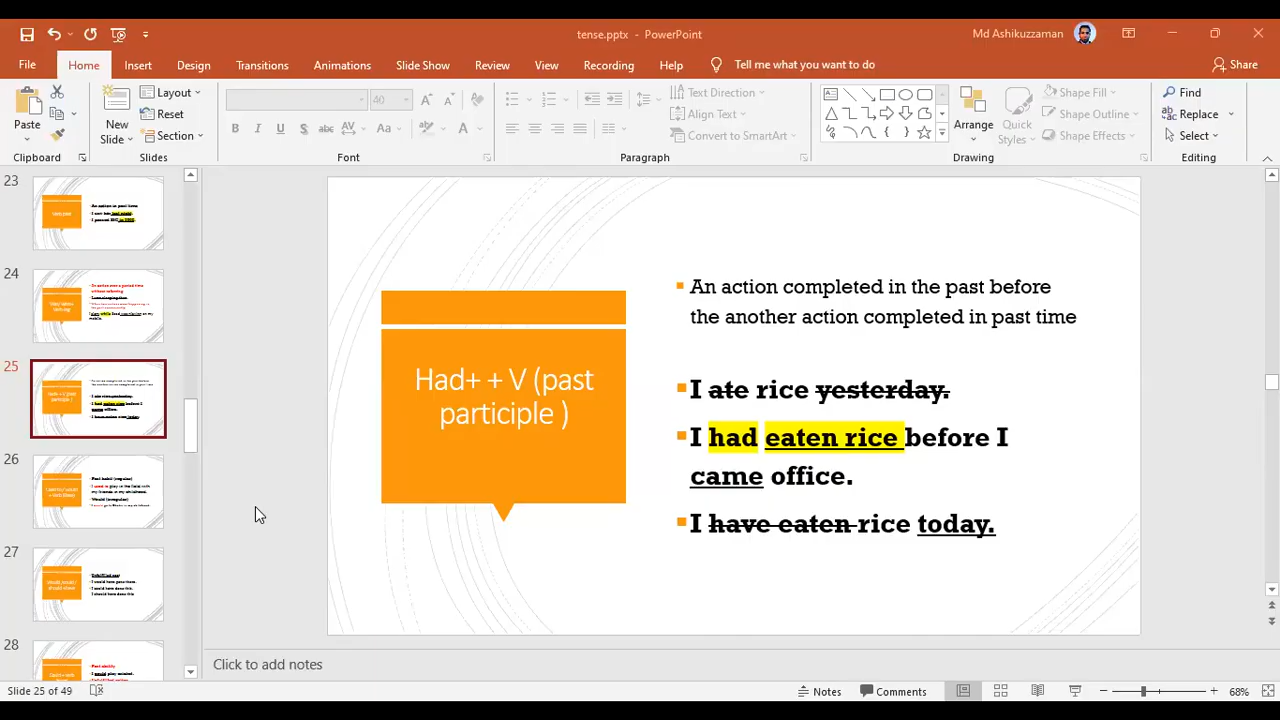 tense.pptx - PowerPoint
Md Ashikuzzaman
File Home Insert Design Transitions Animations Slide Show Review View Recording Help Tell me what you want to do Share
Paste
New Slide
Layout
Reset
Section
40
B I U S abc AV Aa A
Text Direction
Align Text
Convert to SmartArt
Arrange
Quick Styles
Shape Fill
Shape Outline
Shape Effects
Find
Replace
Select
Clipboard Slides Font Paragraph Drawing Editing
23
24
25
26
27
28
Had+ + V (past
participle )
An action completed in the past before
the another action completed in past time
I ate rice yesterday.
I had eaten rice before I
came office.
I have eaten rice today.
Click to add notes
Slide 25 of 49
Notes Comments 68%